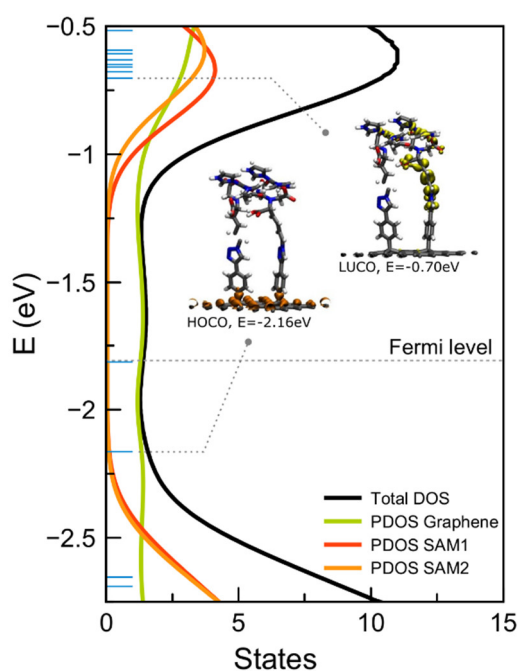 −0.5
−1
LUCO, E=-0.70eV
−1.5
HOCO, E=-2.16eV
E (eV)
Fermi level
−2
Total DOS
PDOS Graphene
PDOS SAM1
PDOS SAM2
−2.5
0 5 10 15
States